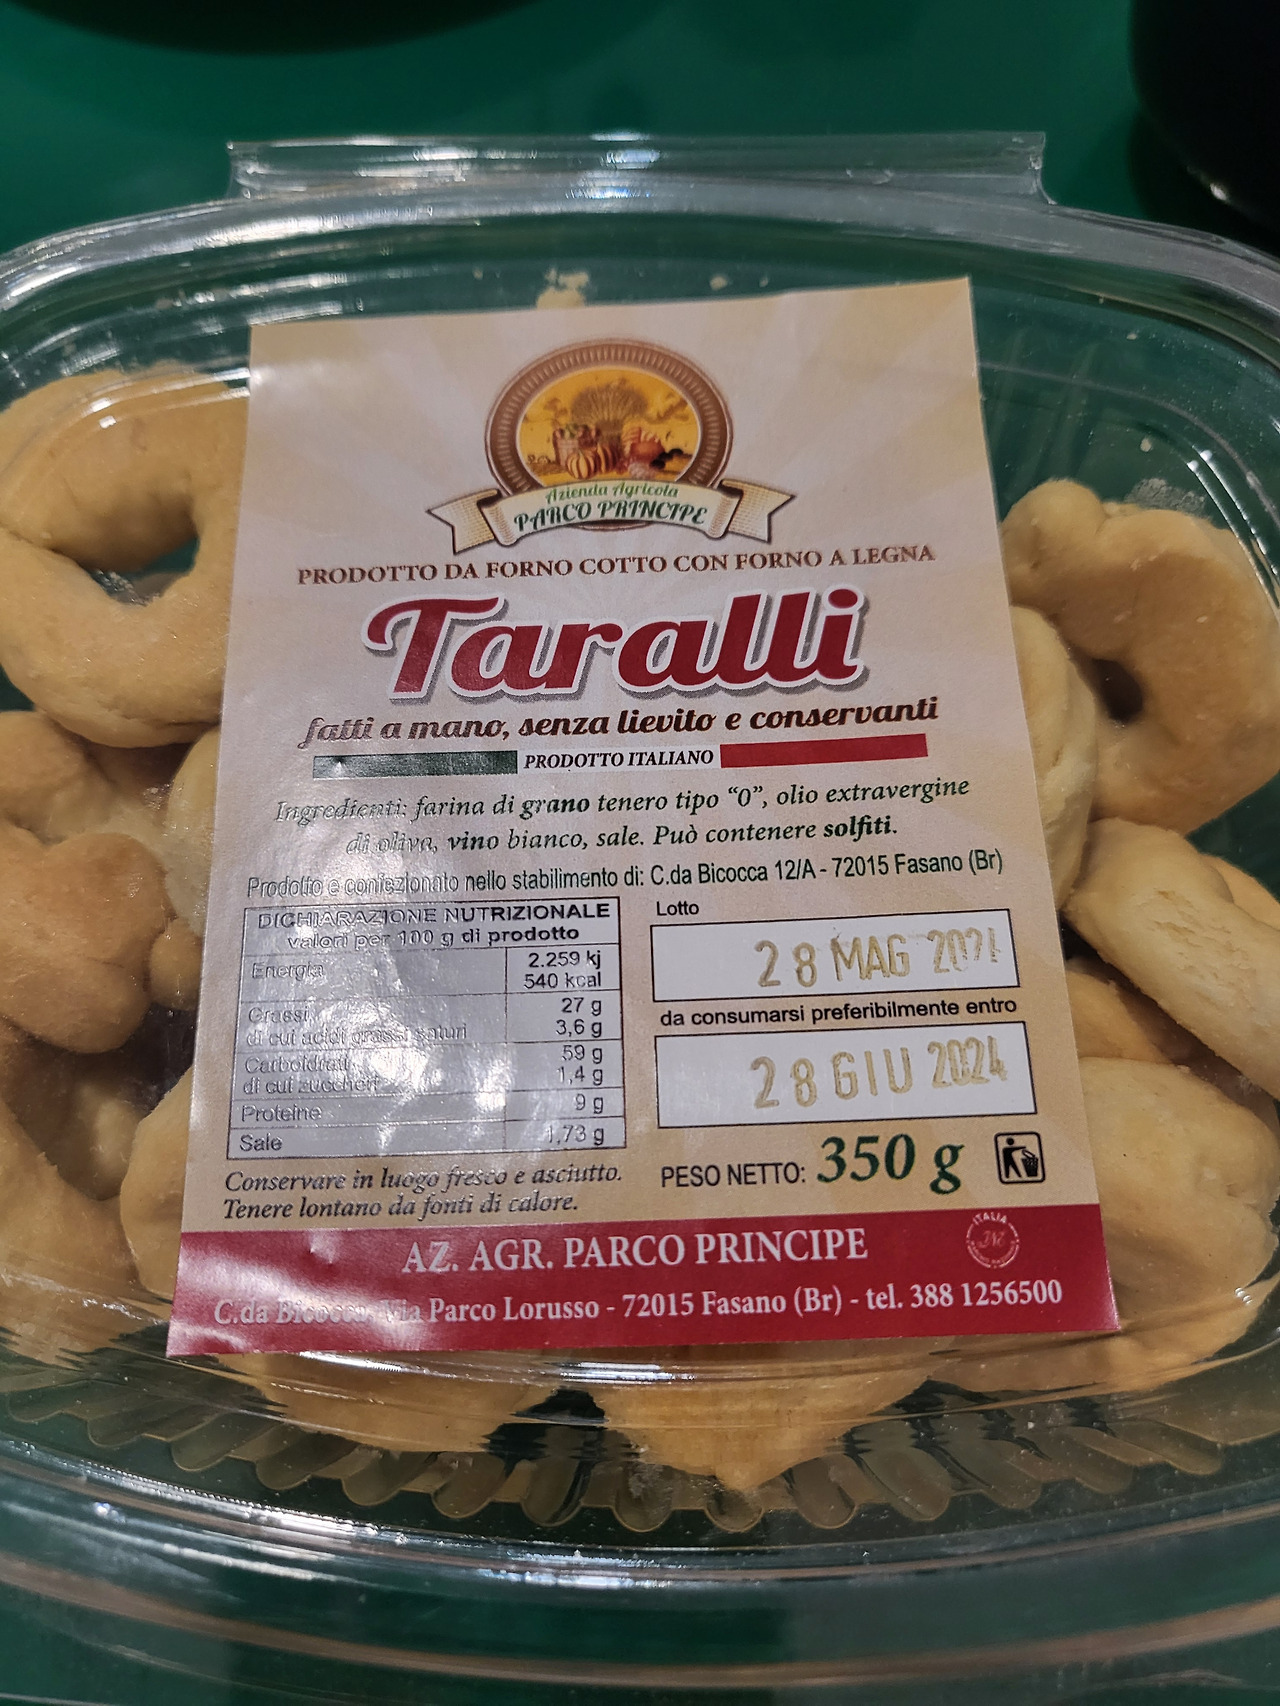 Azienda Agricola
PARCO PRINCIPE
PRODOTTO DA FORNO COTTO CON FORNO A LEGNA
Taralli
fatti a mano, senza lievito e conservanti
PRODOTTO ITALIANO
Ingredienti: farina di grano tenero tipo “0”, olio extravergine
di oliva, vino bianco, sale. Può contenere solfiti.
Prodotto e confezionato nello stabilimento di: C.da Bicocca 12/A - 72015 Fasano (Br)
DICHIARAZIONE NUTRIZIONALE
valori per 100 g di prodotto
Energia 2.259 kj
540 kcal
Grassi, 27 g
di cui acidi grassi saturi 3,6 g
Carboidrati 59 g
di cui zuccheri 1,4 g
Proteine 9 g
Sale 1,73 g
Conservare in luogo fresco e asciutto.
Tenere lontano da fonti di calore.
Lotto
28 MAG
da consumarsi preferibilmente entro
28 GIU 2024
PESO NETTO: 350 g
AZ. AGR. PARCO PRINCIPE
ITALIA
C.da Bicocca, Via Parco Lorusso - 72015 Fasano (Br) - tel. 388 1256500